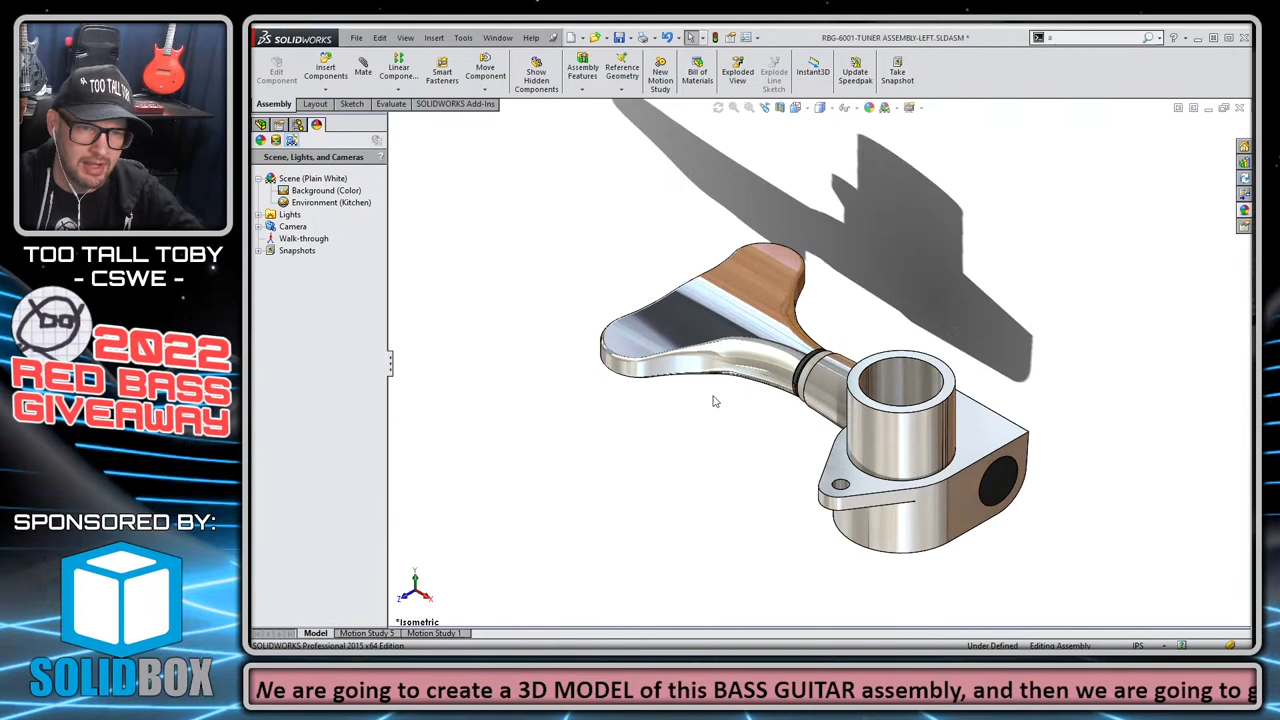 TOO TALL TOBY
TOO TALL TOBY
- CSWE -
2022
RED BASS
GIVEAWAY
SPONSORED BY:
SOLIDBOX
SOLIDWORKS
File Edit View Insert Tools Window Help
RBG-6001-TUNER ASSEMBLY-LEFT.SLDASM *
a
Edit Component
Insert Components
Mate
Linear Compone...
Smart Fasteners
Move Component
Show Hidden Components
Assembly Features
Reference Geometry
New Motion Study
Bill of Materials
Exploded View
Explode Line Sketch
Instant3D
Update Speedpak
Take Snapshot
Assembly Layout Sketch Evaluate SOLIDWORKS Add-Ins
Scene, Lights, and Cameras ?
Scene (Plain White)
Background (Color)
Environment (Kitchen)
Lights
Camera
Walk-through
Snapshots
Y
Z
X
*Isometric
Model Motion Study 5 Motion Study 1
SOLIDWORKS Professional 2015 x64 Edition
Under Defined Editing Assembly IPS
We are going to create a 3D MODEL of this BASS GUITAR assembly, and then we are going to g